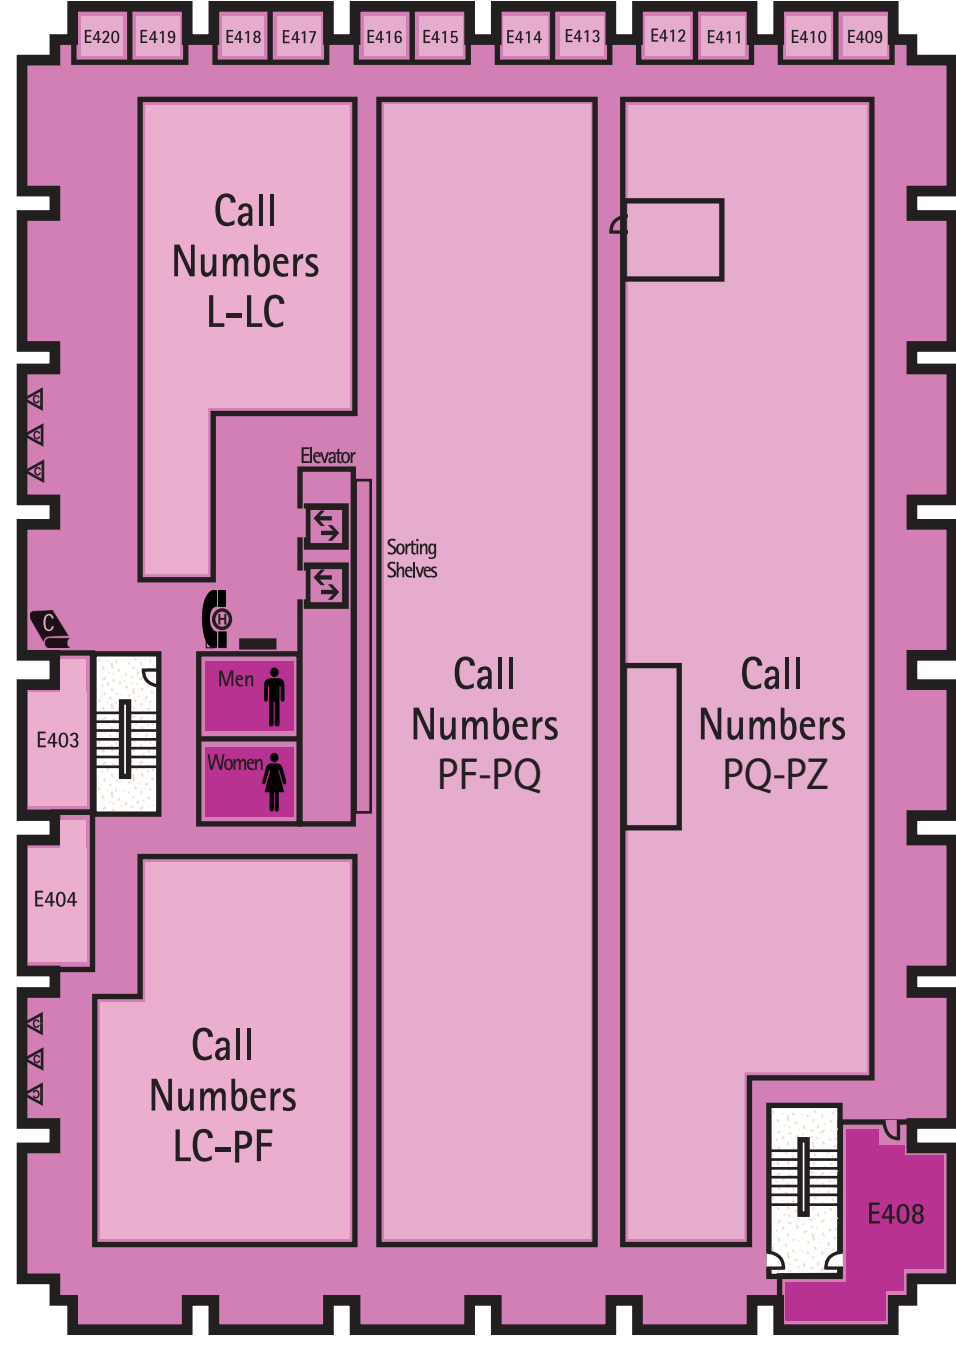 E420 E419 E418 E417 E416 E415 E414 E413 E412 E411 E410 E409
Call
Numbers
L-LC
C
C
C
Elevator
Sorting
Shelves
C
H
Men
Women
E403
E404
Call
Numbers
PF-PQ
Call
Numbers
PQ-PZ
Call
Numbers
LC-PF
C
C
C
E408